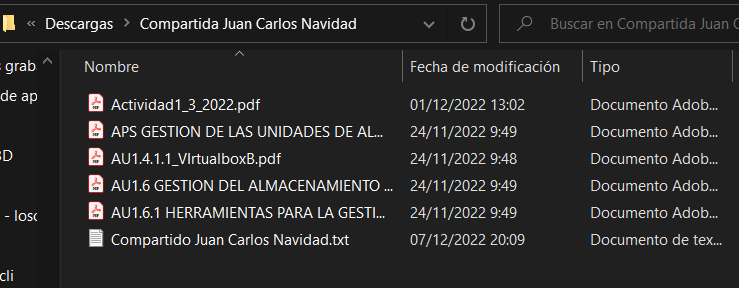 « Descargas › Compartida Juan Carlos Navidad
Buscar en Compartida Juan C
Nombre Fecha de modificación Tipo
Actividad1_3_2022.pdf 01/12/2022 13:02 Documento Adob...
APS GESTION DE LAS UNIDADES DE AL... 24/11/2022 9:49 Documento Adob...
AU1.4.1.1_VIrtualboxB.pdf 24/11/2022 9:48 Documento Adob...
AU1.6 GESTION DEL ALMACENAMIENTO ... 24/11/2022 9:49 Documento Adob...
AU1.6.1 HERRAMIENTAS PARA LA GESTI... 24/11/2022 9:49 Documento Adob...
Compartido Juan Carlos Navidad.txt 07/12/2022 20:09 Documento de tex...
s grab
de ap
3D
- losc
cli